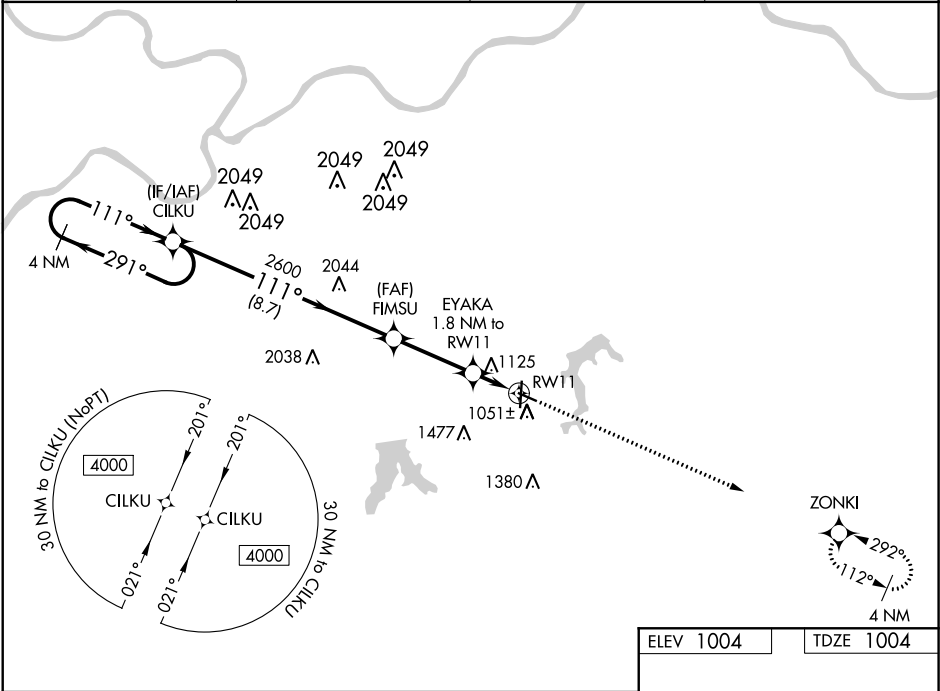 2049
2049
2049
2049
2049
(IF/IAF)
CILKU
111°
291°
4 NM
2600
111°
(8.7)
2044
(FAF)
FIMSU
EYAKA
1.8 NM to
RW11
1125
RW11
2038
1051±
1477
1380
30 NM to CILKU (NoPT)
4000
201°
201°
CILKU
CILKU
4000
021°
021°
30 NM to CILKU
ZONKI
292°
112°
4 NM
ELEV 1004
TDZE 1004